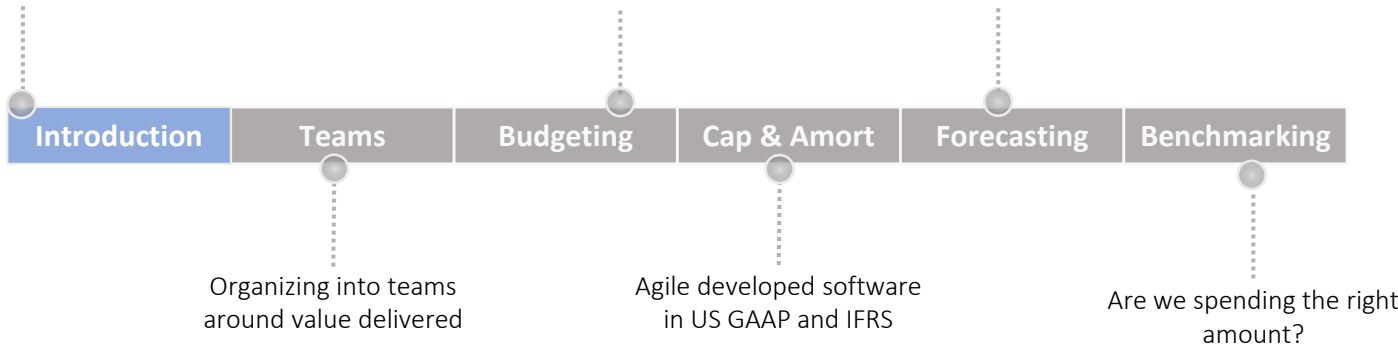 Introduction
Teams
Budgeting
Cap & Amort
Forecasting
Benchmarking
Organizing into teams
around value delivered
Agile developed software
in US GAAP and IFRS
Are we spending the right
amount?